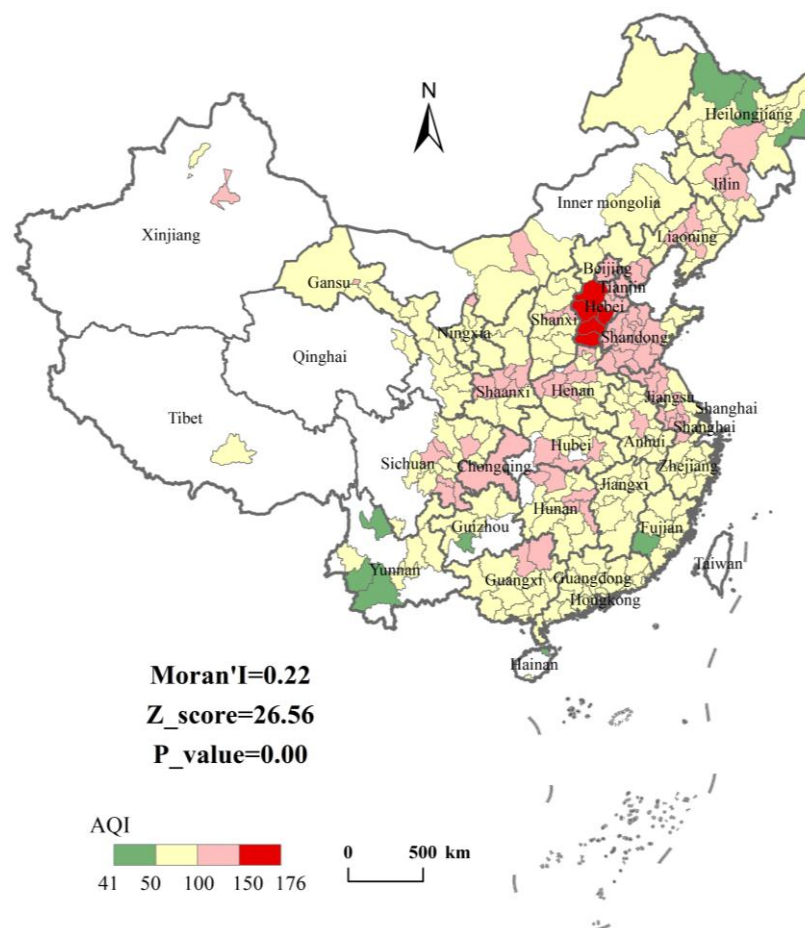 N
Heilongjiang
Jilin
Inner mongolia
Xinjiang
Liaoning
Beijing
Gansu
Tianjin
Hebei
Shanxi
Ningxia
Shandong
Qinghai
Shaanxi
Henan
Jiangsu
Shanghai
Tibet
Shanghai
Hubei
Anhui
Sichuan
Chongqing
Zhejiang
Jiangxi
Hunan
Guizhou
Fujian
Taiwan
Yunnan
Guangxi
Guangdong
Hongkong
Hainan
Moran'I=0.22
Z_score=26.56
P_value=0.00
AQI
41 50 100 150 176
0 500 km